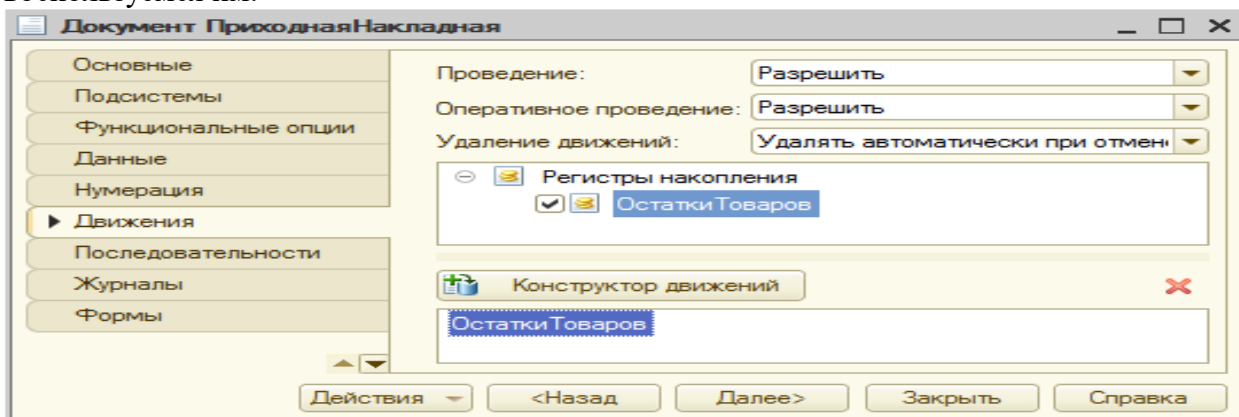 Документ ПриходнаяНакладная
Основные
Подсистемы
Функциональные опции
Данные
Нумерация
Движения
Последовательности
Журналы
Формы
Проведение: Разрешить
Оперативное проведение: Разрешить
Удаление движений: Удалять автоматически при отмен
Регистры накопления
ОстаткиТоваров
Конструктор движений
ОстаткиТоваров
Действия <Назад Далее> Закрыть Справка